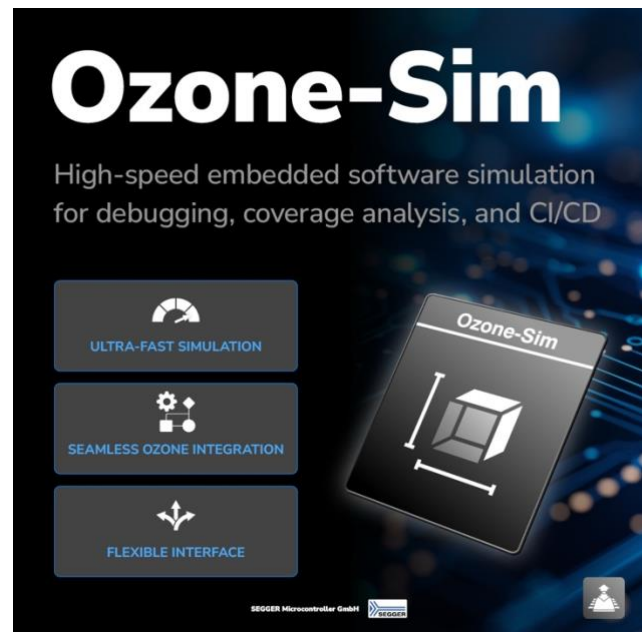 Ozone-Sim
High-speed embedded software simulation
for debugging, coverage analysis, and CI/CD
ULTRA-FAST SIMULATION
SEAMLESS OZONE INTEGRATION
FLEXIBLE INTERFACE
Ozone-Sim
SEGGER Microcontroller GmbH
SEGGER